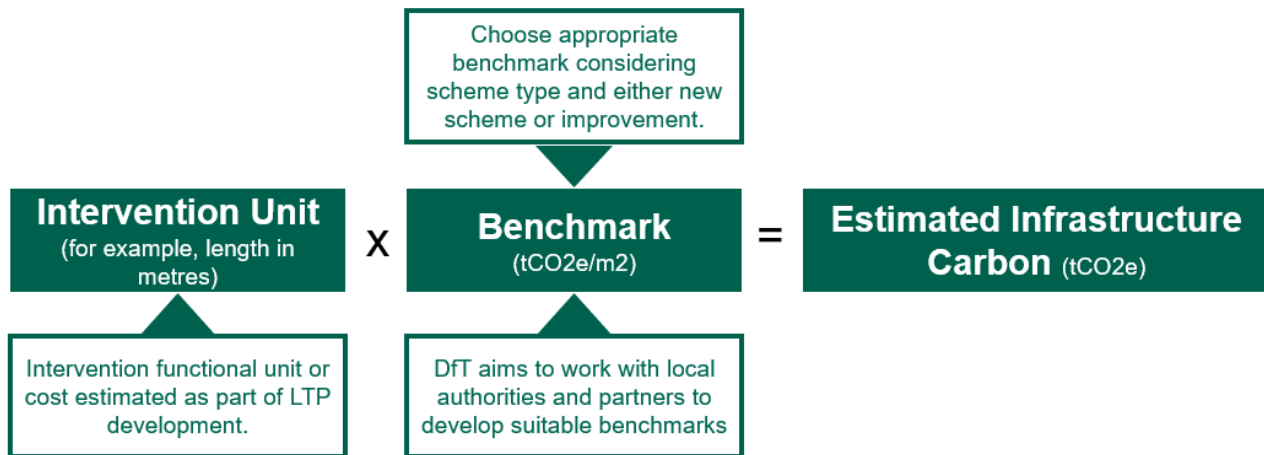 Choose appropriate
benchmark considering
scheme type and either new
scheme or improvement.
Intervention Unit
(for example, length in
metres)
x
Benchmark
(tCO2e/m2)
=
Estimated Infrastructure
Carbon (tCO2e)
Intervention functional unit or
cost estimated as part of LTP
development.
DfT aims to work with local
authorities and partners to
develop suitable benchmarks